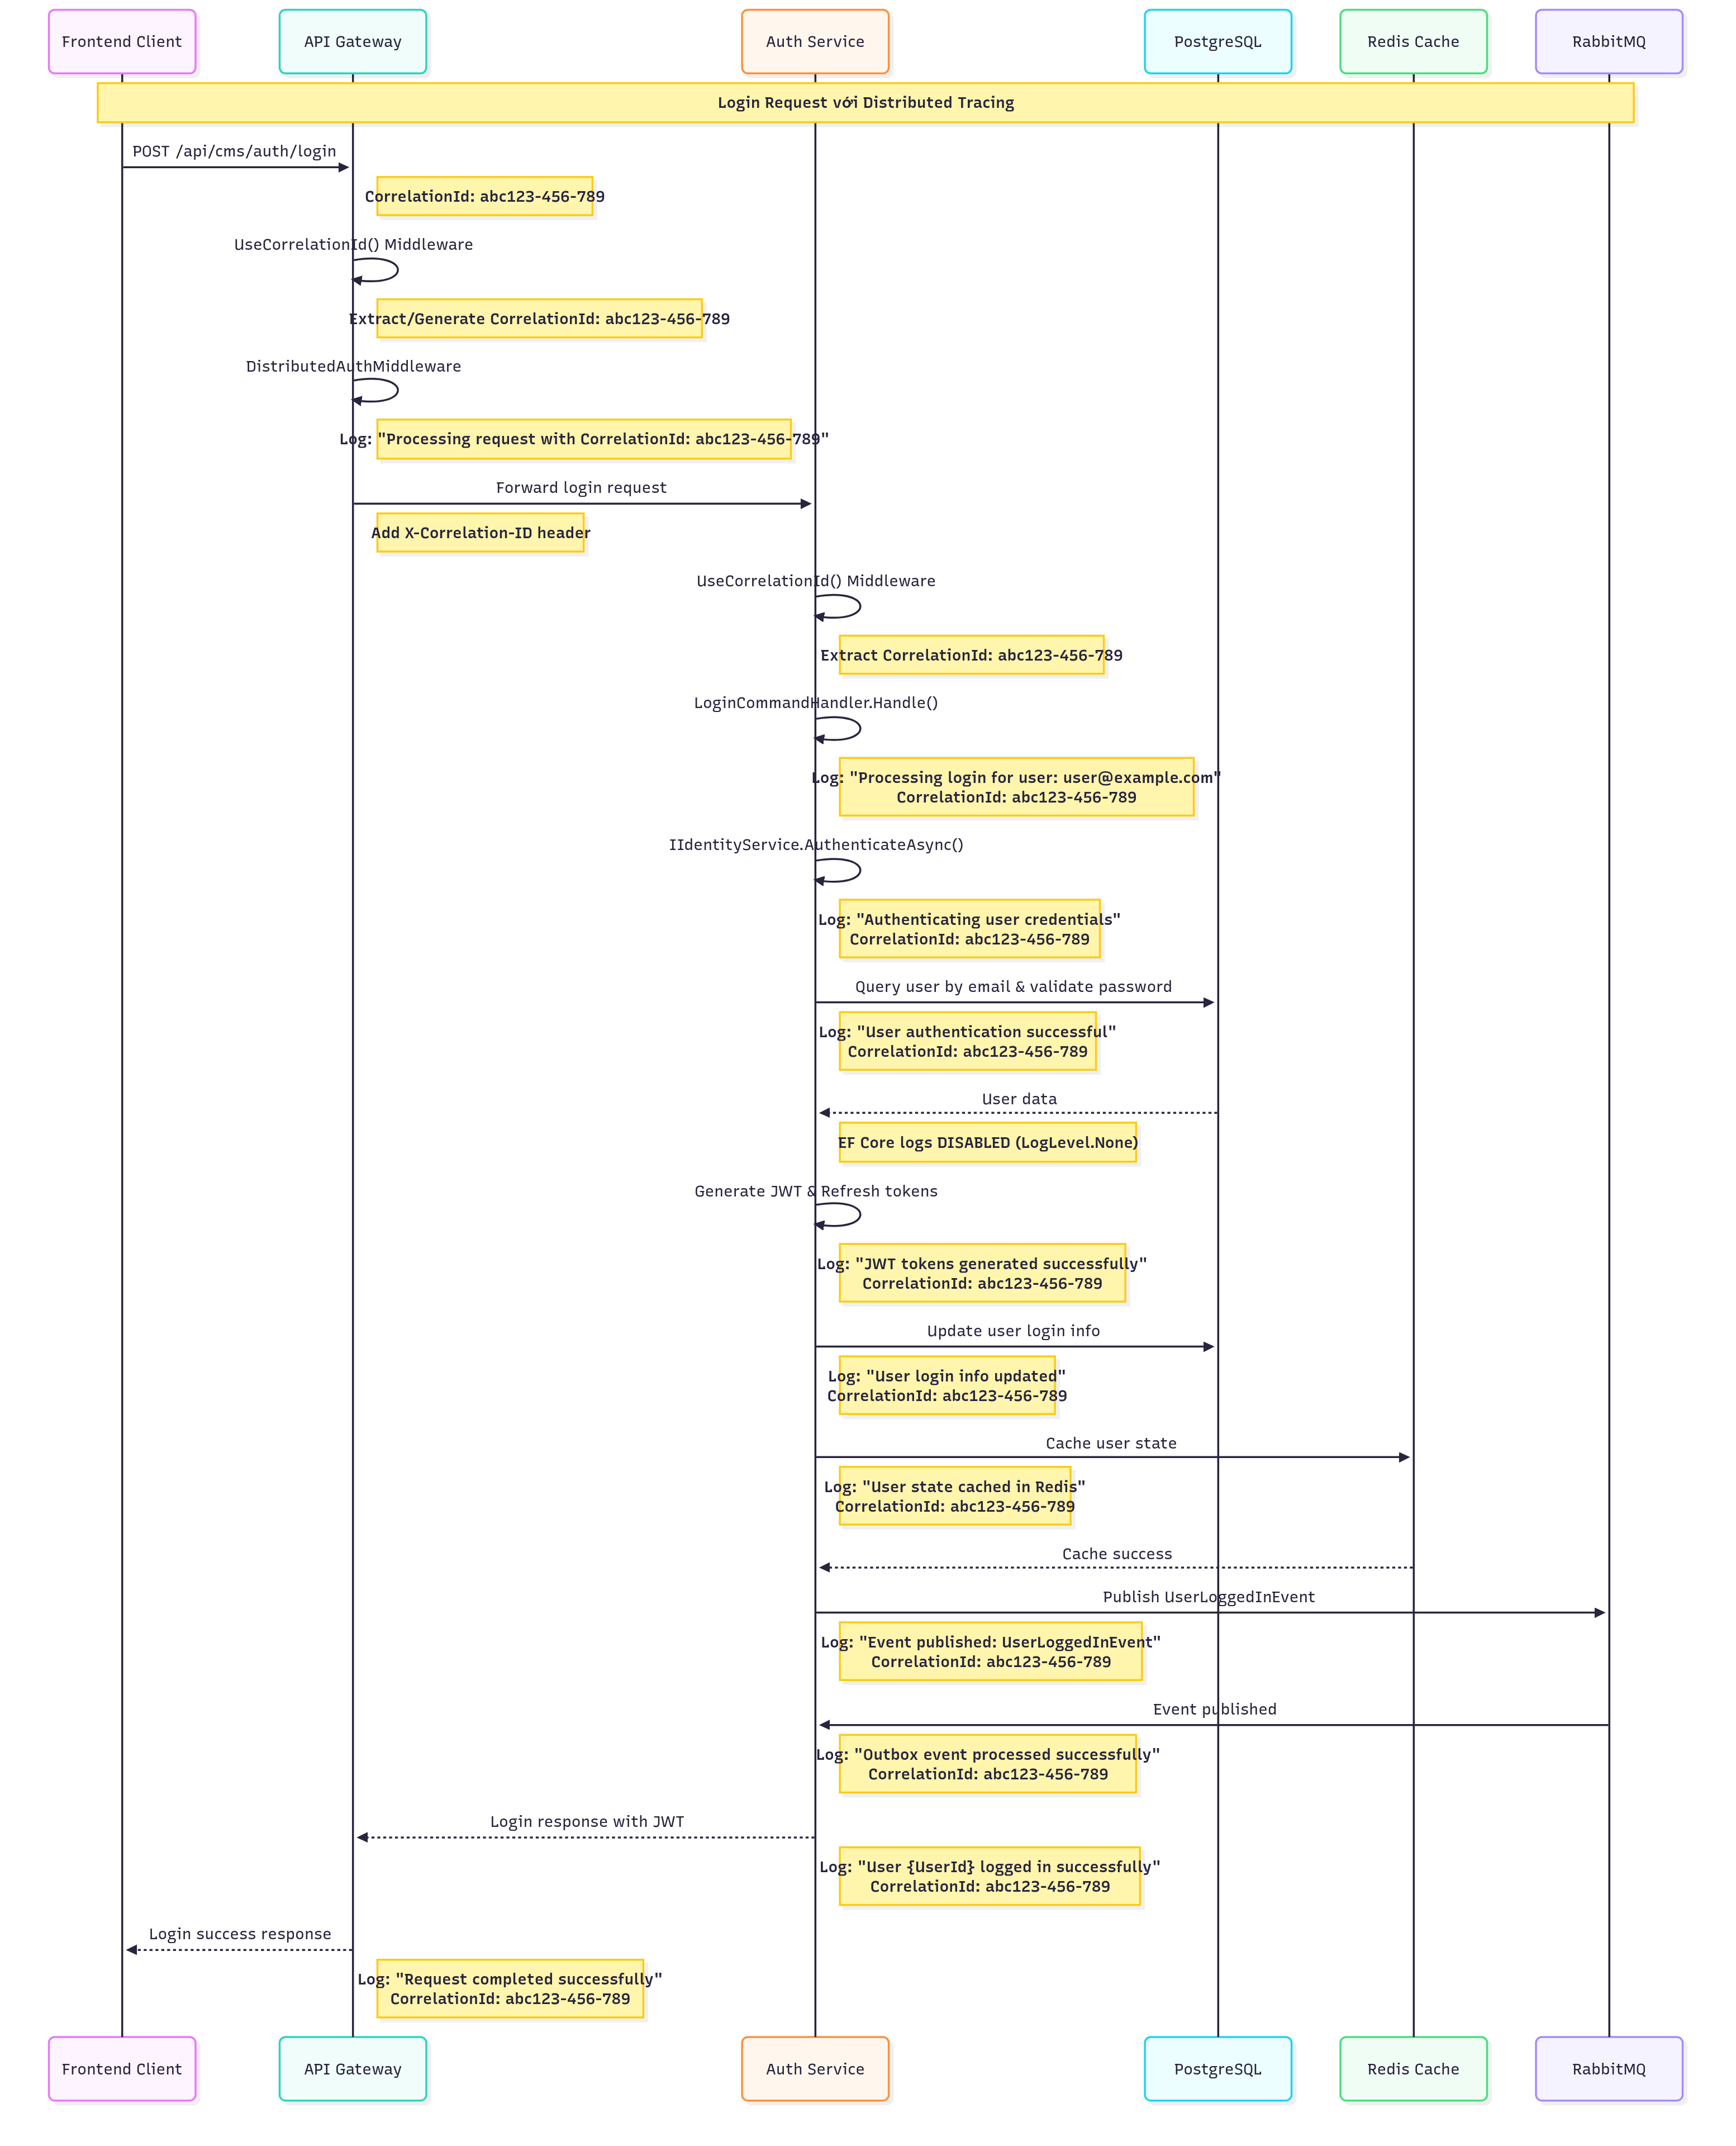 Frontend Client
API Gateway
Auth Service
PostgreSQL
Redis Cache
RabbitMQ
Login Request với Distributed Tracing
POST /api/cms/auth/login
CorrelationId: abc123-456-789
UseCorrelationId() Middleware
Extract/Generate CorrelationId: abc123-456-789
DistributedAuthMiddleware
Log: "Processing request with CorrelationId: abc123-456-789"
Forward login request
Add X-Correlation-ID header
UseCorrelationId() Middleware
Extract CorrelationId: abc123-456-789
LoginCommandHandler.Handle()
Log: "Processing login for user: user@example.com"
CorrelationId: abc123-456-789
IIdentityService.AuthenticateAsync()
Log: "Authenticating user credentials"
CorrelationId: abc123-456-789
Query user by email & validate password
Log: "User authentication successful"
CorrelationId: abc123-456-789
User data
EF Core logs DISABLED (LogLevel.None)
Generate JWT & Refresh tokens
Log: "JWT tokens generated successfully"
CorrelationId: abc123-456-789
Update user login info
Log: "User login info updated"
CorrelationId: abc123-456-789
Cache user state
Log: "User state cached in Redis"
CorrelationId: abc123-456-789
Cache success
Publish UserLoggedInEvent
Log: "Event published: UserLoggedInEvent"
CorrelationId: abc123-456-789
Event published
Log: "Outbox event processed successfully"
CorrelationId: abc123-456-789
Login response with JWT
Log: "User {UserId} logged in successfully"
CorrelationId: abc123-456-789
Login success response
Log: "Request completed successfully"
CorrelationId: abc123-456-789
Frontend Client
API Gateway
Auth Service
PostgreSQL
Redis Cache
RabbitMQ